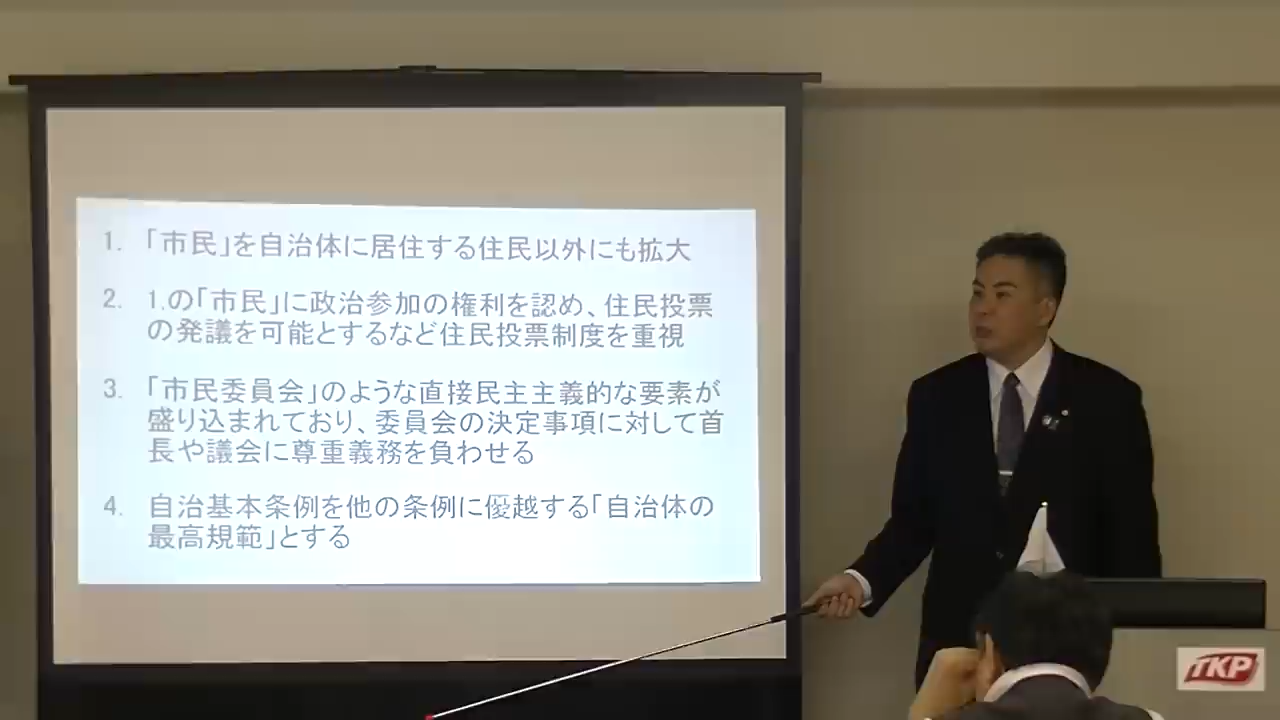 1. 「市民」を自治体に居住する住民以外にも拡大
2. 1.の「市民」に政治参加の権利を認め、住民投票
の発議を可能とするなど住民投票制度を重視
3. 「市民委員会」のような直接民主主義的な要素が
盛り込まれており、委員会の決定事項に対して首
長や議会に尊重義務を負わせる
4. 自治基本条例を他の条例に優越する「自治体の
最高規範」とする
TKP